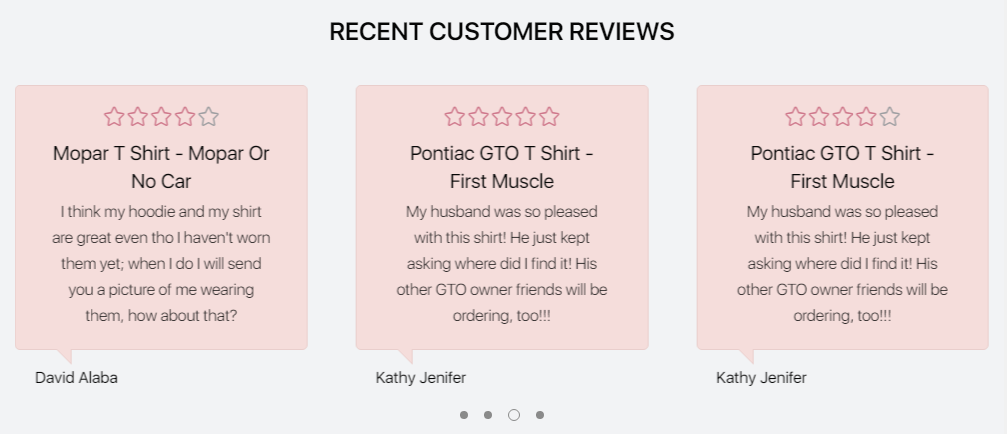 RECENT CUSTOMER REVIEWS
Mopar T Shirt - Mopar Or
No Car
I think my hoodie and my shirt
are great even tho I haven't worn
them yet; when I do I will send
you a picture of me wearing
them, how about that?
David Alaba
Pontiac GTO T Shirt -
First Muscle
My husband was so pleased
with this shirt! He just kept
asking where did I find it! His
other GTO owner friends will be
ordering, too!!!
Kathy Jenifer
Pontiac GTO T Shirt -
First Muscle
My husband was so pleased
with this shirt! He just kept
asking where did I find it! His
other GTO owner friends will be
ordering, too!!!
Kathy Jenifer